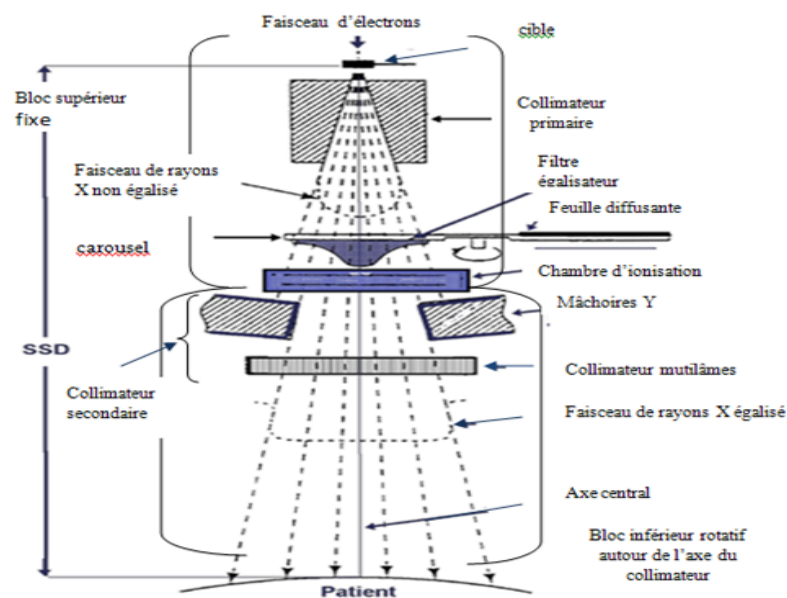 Faisceau d'électrons
cible
Bloc supérieur
fixe
Collimateur
primaire
Faisceau de rayons
X non égalisé
Filtre
égalisateur
Feuille diffusante
carousel
Chambre d'ionisation
Mâchoires Y
SSD
Collimateur mutilâmes
Collimateur
secondaire
Faisceau de rayons X égalisé
Axe central
Bloc inférieur rotatif
autour de l'axe du
collimateur
Patient